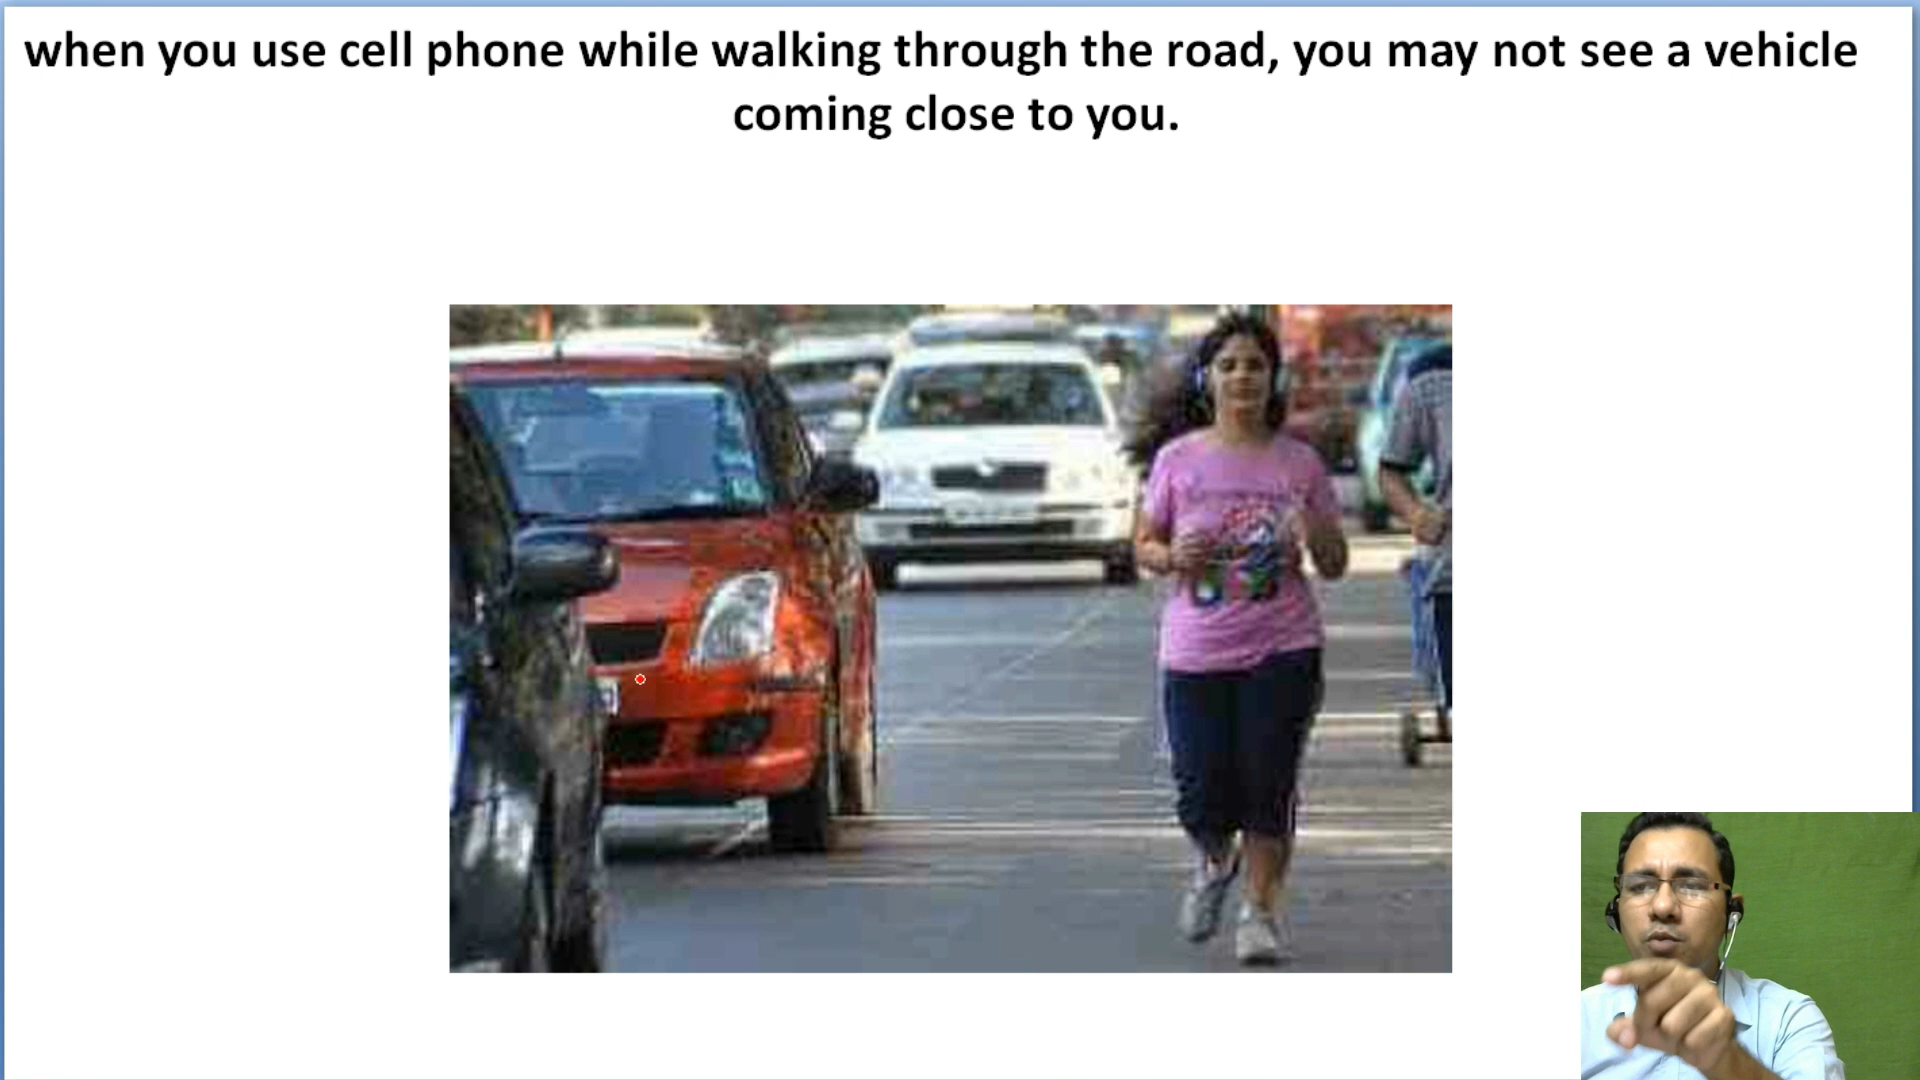 when you use cell phone while walking through the road, you may not see a vehicle
coming close to you.